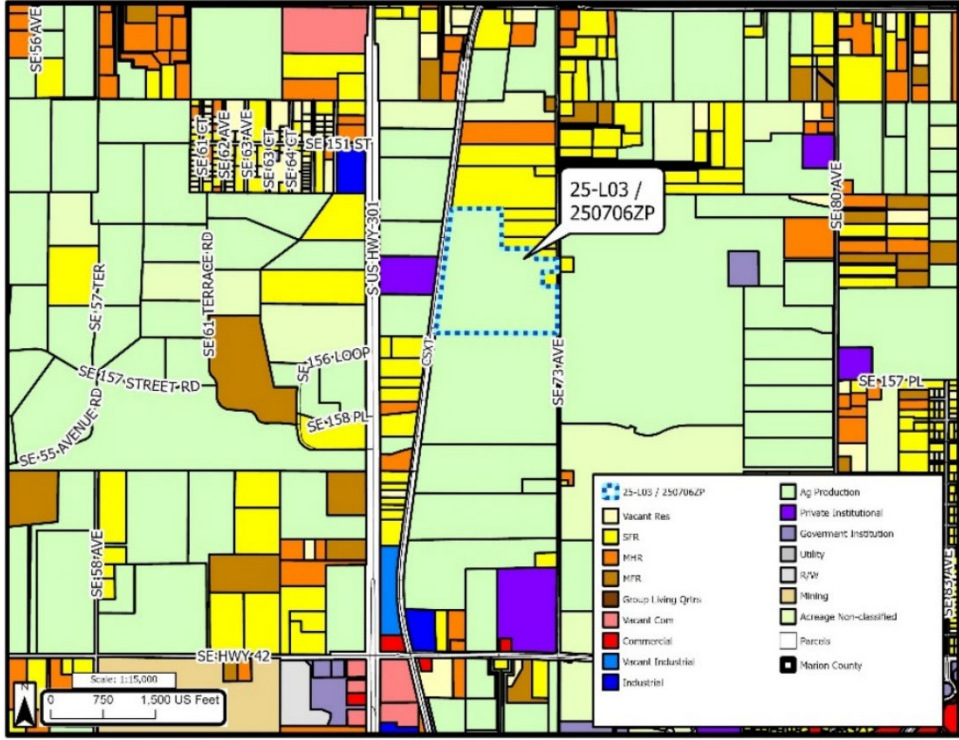 SE 56 AVE
SE 61 CT
SE 62 AVE
SE 63 AVE
SE 63 CT
SE 64 CT
SE 151 ST
25-L03 /
250706ZP
S US HWY 301
SE 80 AVE
SE 57 TER
SE 61 TERRACE RD
CSXT
SE 73 AVE
SE 156 LOOP
SE 157 STREET RD
SE 157 PL
SE 158 PL
SE 55 AVENUE RD
SE 58 AVE
SE 83 AVE
SE HWY 42
25-L03 / 250706ZP
Vacant Res
SFR
MHR
MFR
Group Living Qrtrs
Vacant Com
Commercial
Vacant Industrial
Industrial
Ag Production
Private Institutional
Goverment Institution
Utility
R/W
Mining
Acreage Non-classified
Parcels
Marion County
N
Scale: 1:15,000
0 750 1,500 US Feet